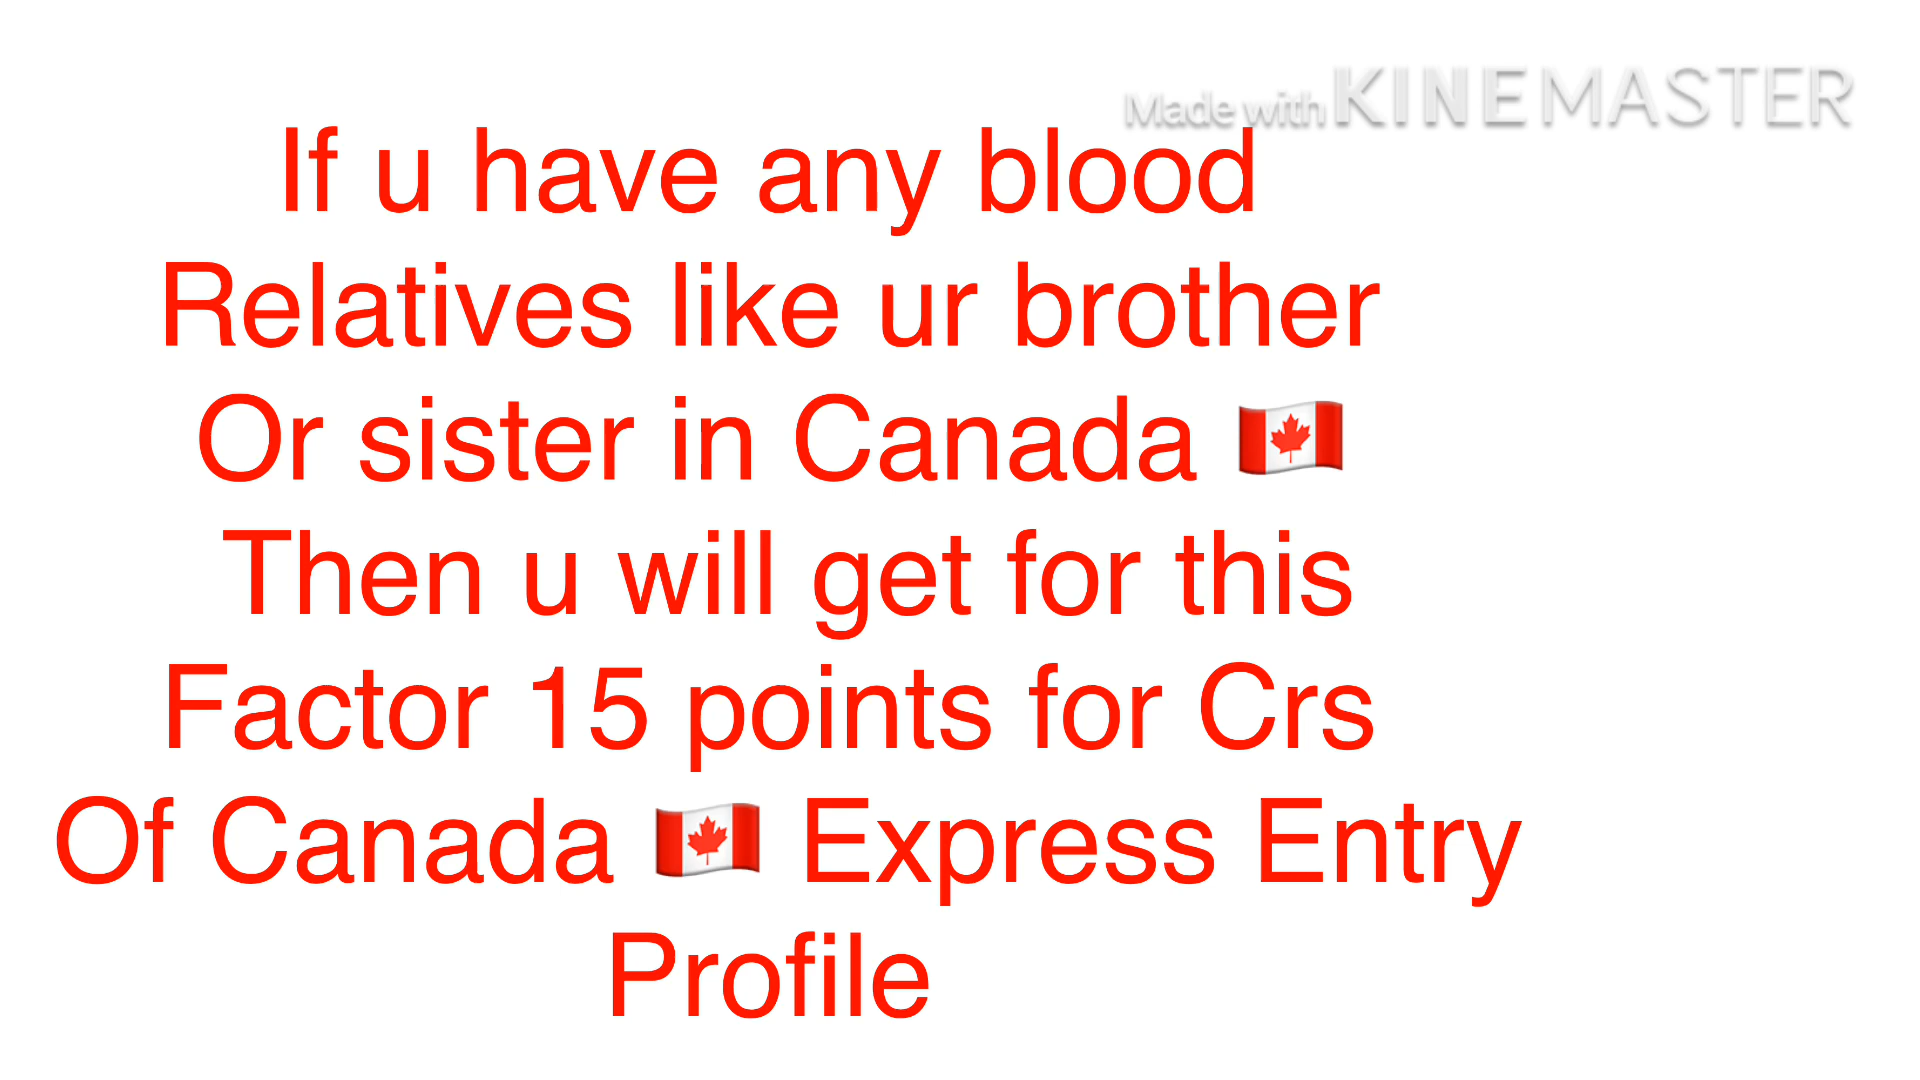 Made with KINEMASTER
If u have any blood
Relatives like ur brother
Or sister in Canada 🇨🇦
Then u will get for this
Factor 15 points for Crs
Of Canada 🇨🇦 Express Entry
Profile